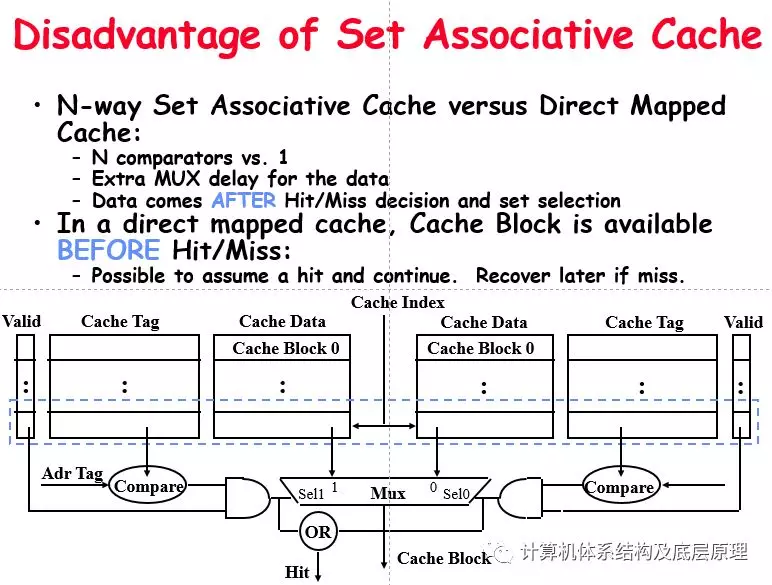 Disadvantage of Set Associative Cache
• N-way Set Associative Cache versus Direct Mapped
Cache:
– N comparators vs. 1
– Extra MUX delay for the data
– Data comes AFTER Hit/Miss decision and set selection
• In a direct mapped cache, Cache Block is available
BEFORE Hit/Miss:
– Possible to assume a hit and continue. Recover later if miss.
Cache Index
Valid Cache Tag Cache Data Cache Data Cache Tag Valid
Cache Block 0 Cache Block 0
: : : : : :
Adr Tag Compare Sel1 1 Mux 0 Sel0 Compare
OR
Hit Cache Block
计算机体系结构及底层原理